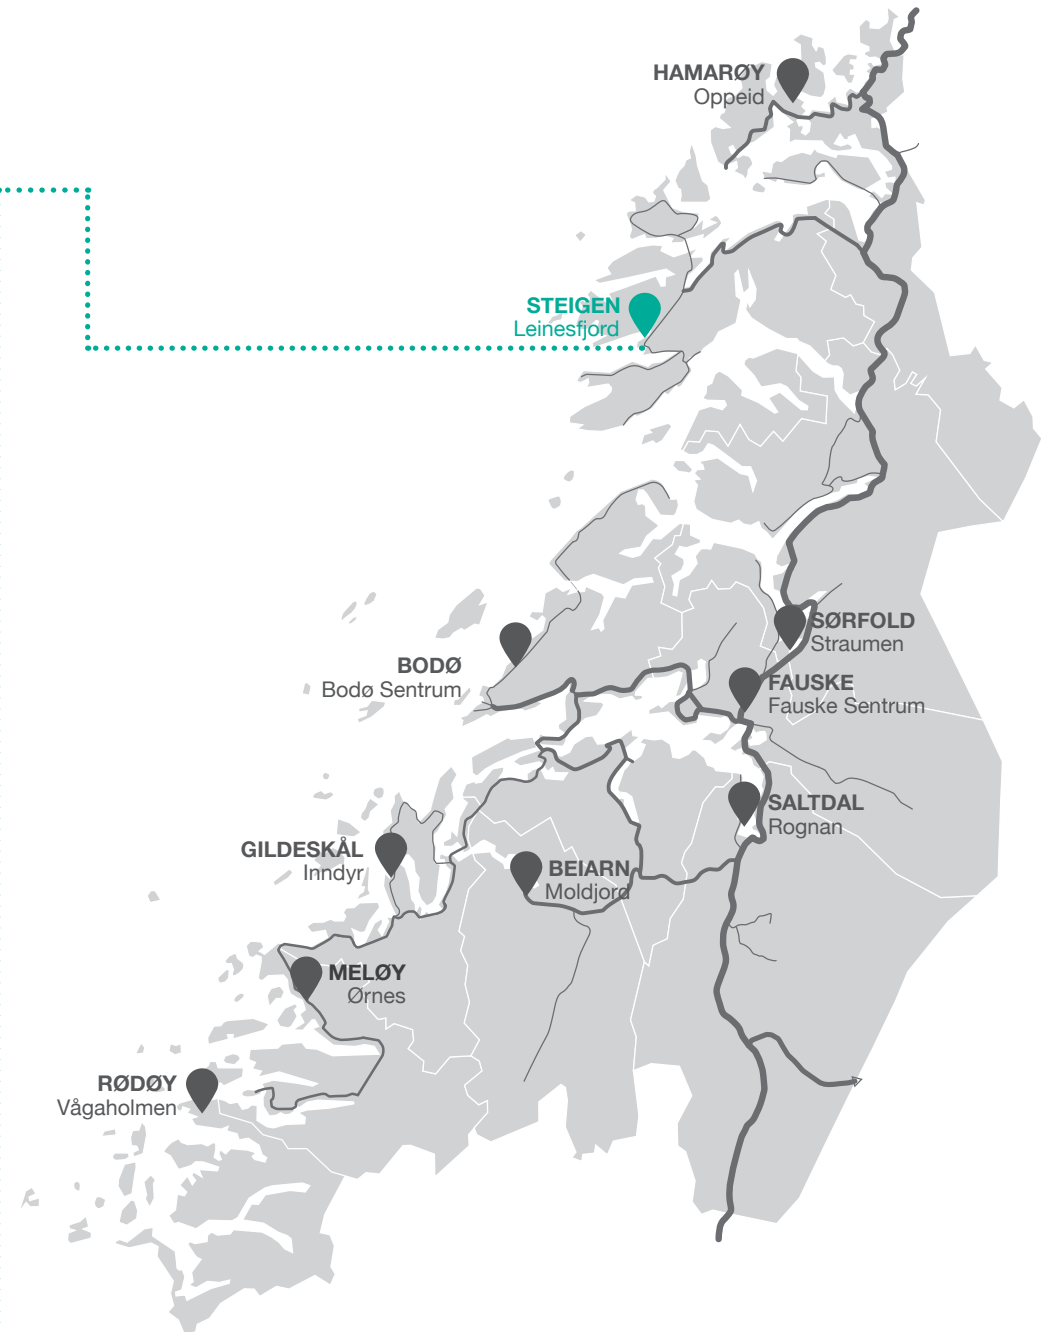 HAMARØY
Oppeid
STEIGEN
Leinesfjord
SØRFOLD
Straumen
BODØ
Bodø Sentrum
FAUSKE
Fauske Sentrum
SALTDAL
Rognan
GILDESKÅL
Inndyr
BEIARN
Moldjord
MELØY
Ørnes
RØDØY
Vågaholmen